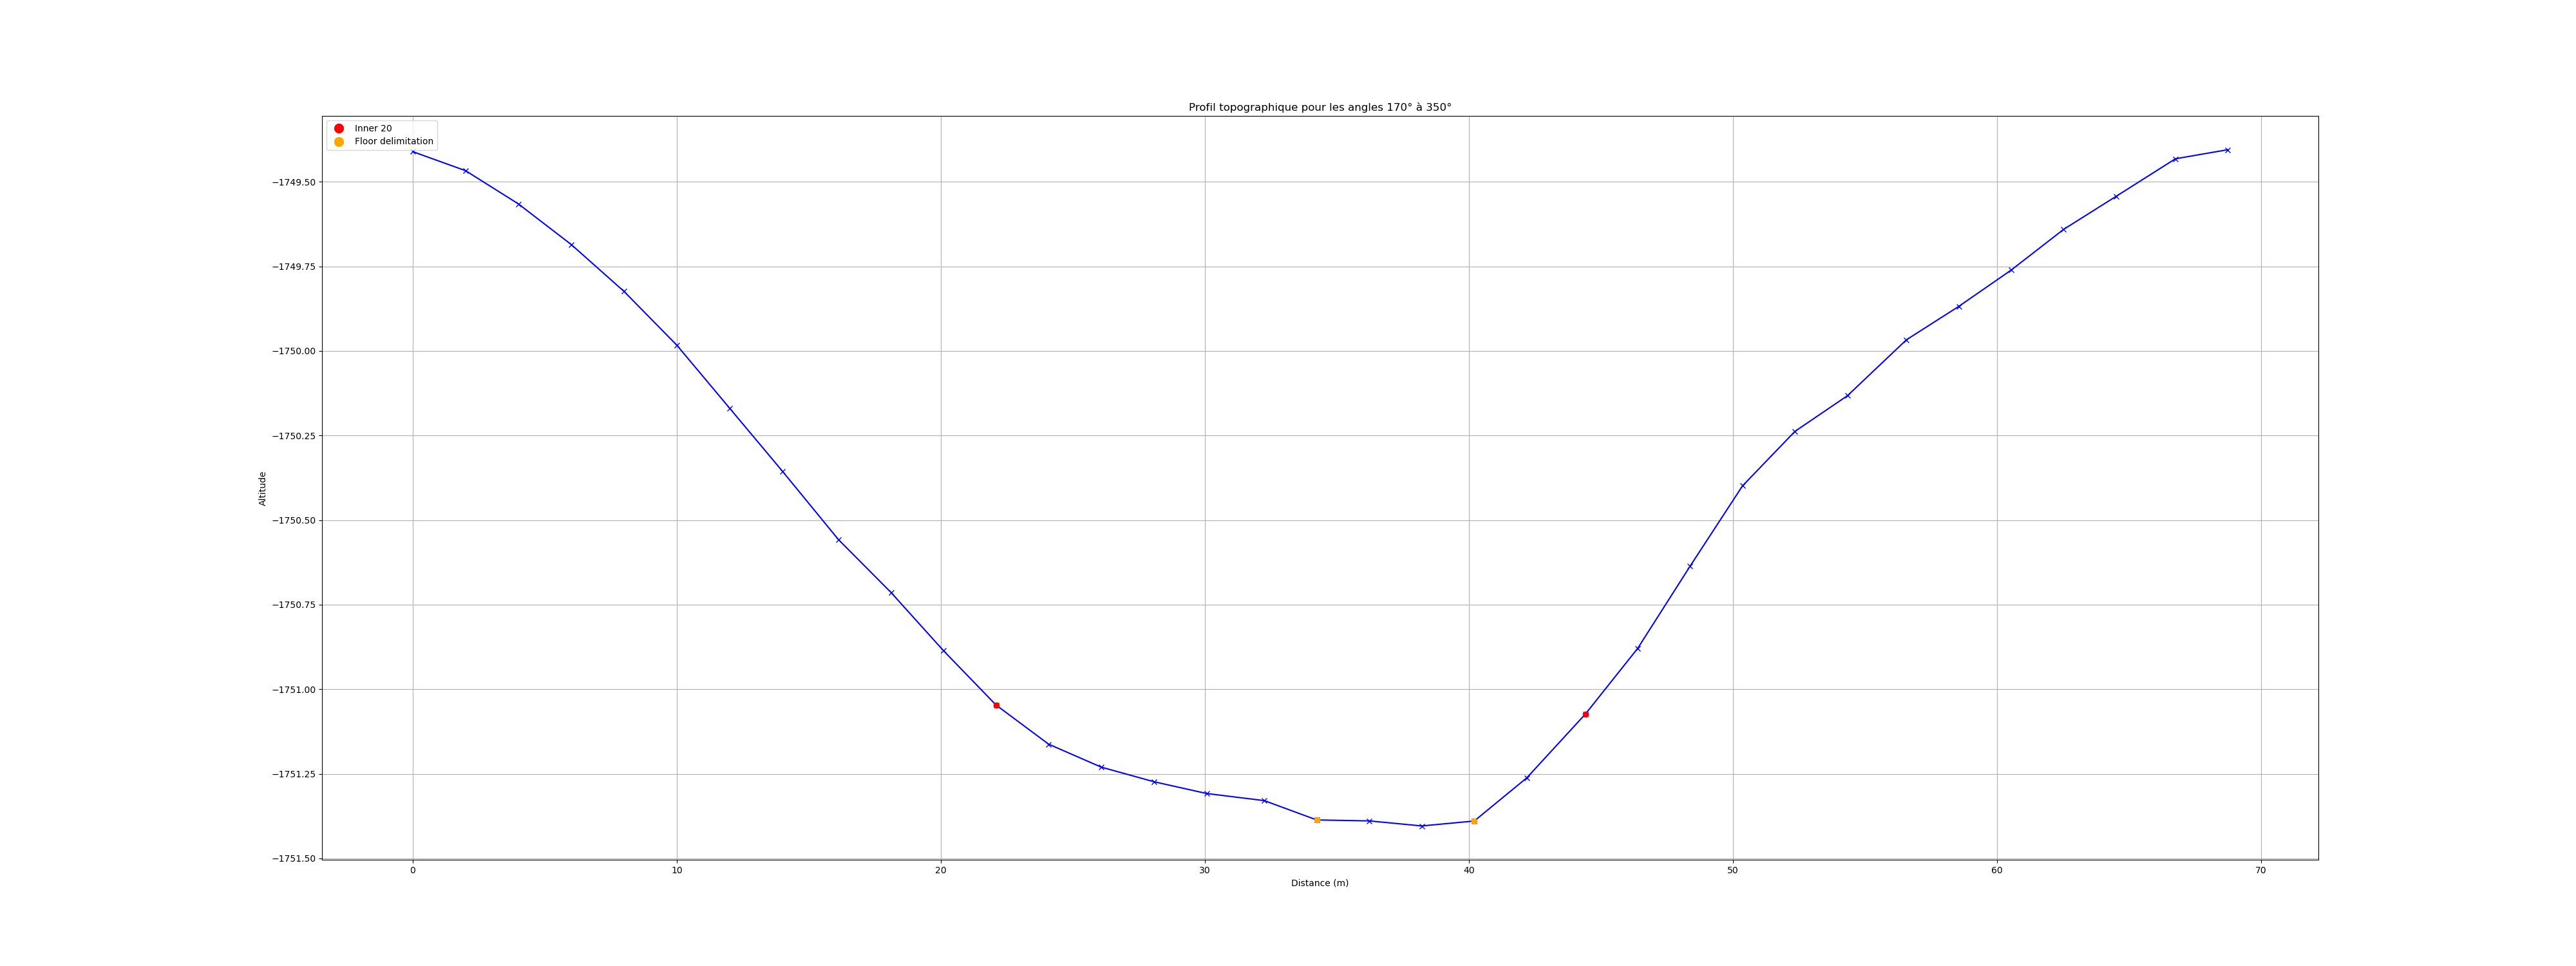 Profil topographique pour les angles 170° à 350°
Inner 20
Floor delimitation
−1749.50
−1749.75
−1750.00
−1750.25
−1750.50
−1750.75
−1751.00
−1751.25
−1751.50
Altitude
0 10 20 30 40 50 60 70
Distance (m)